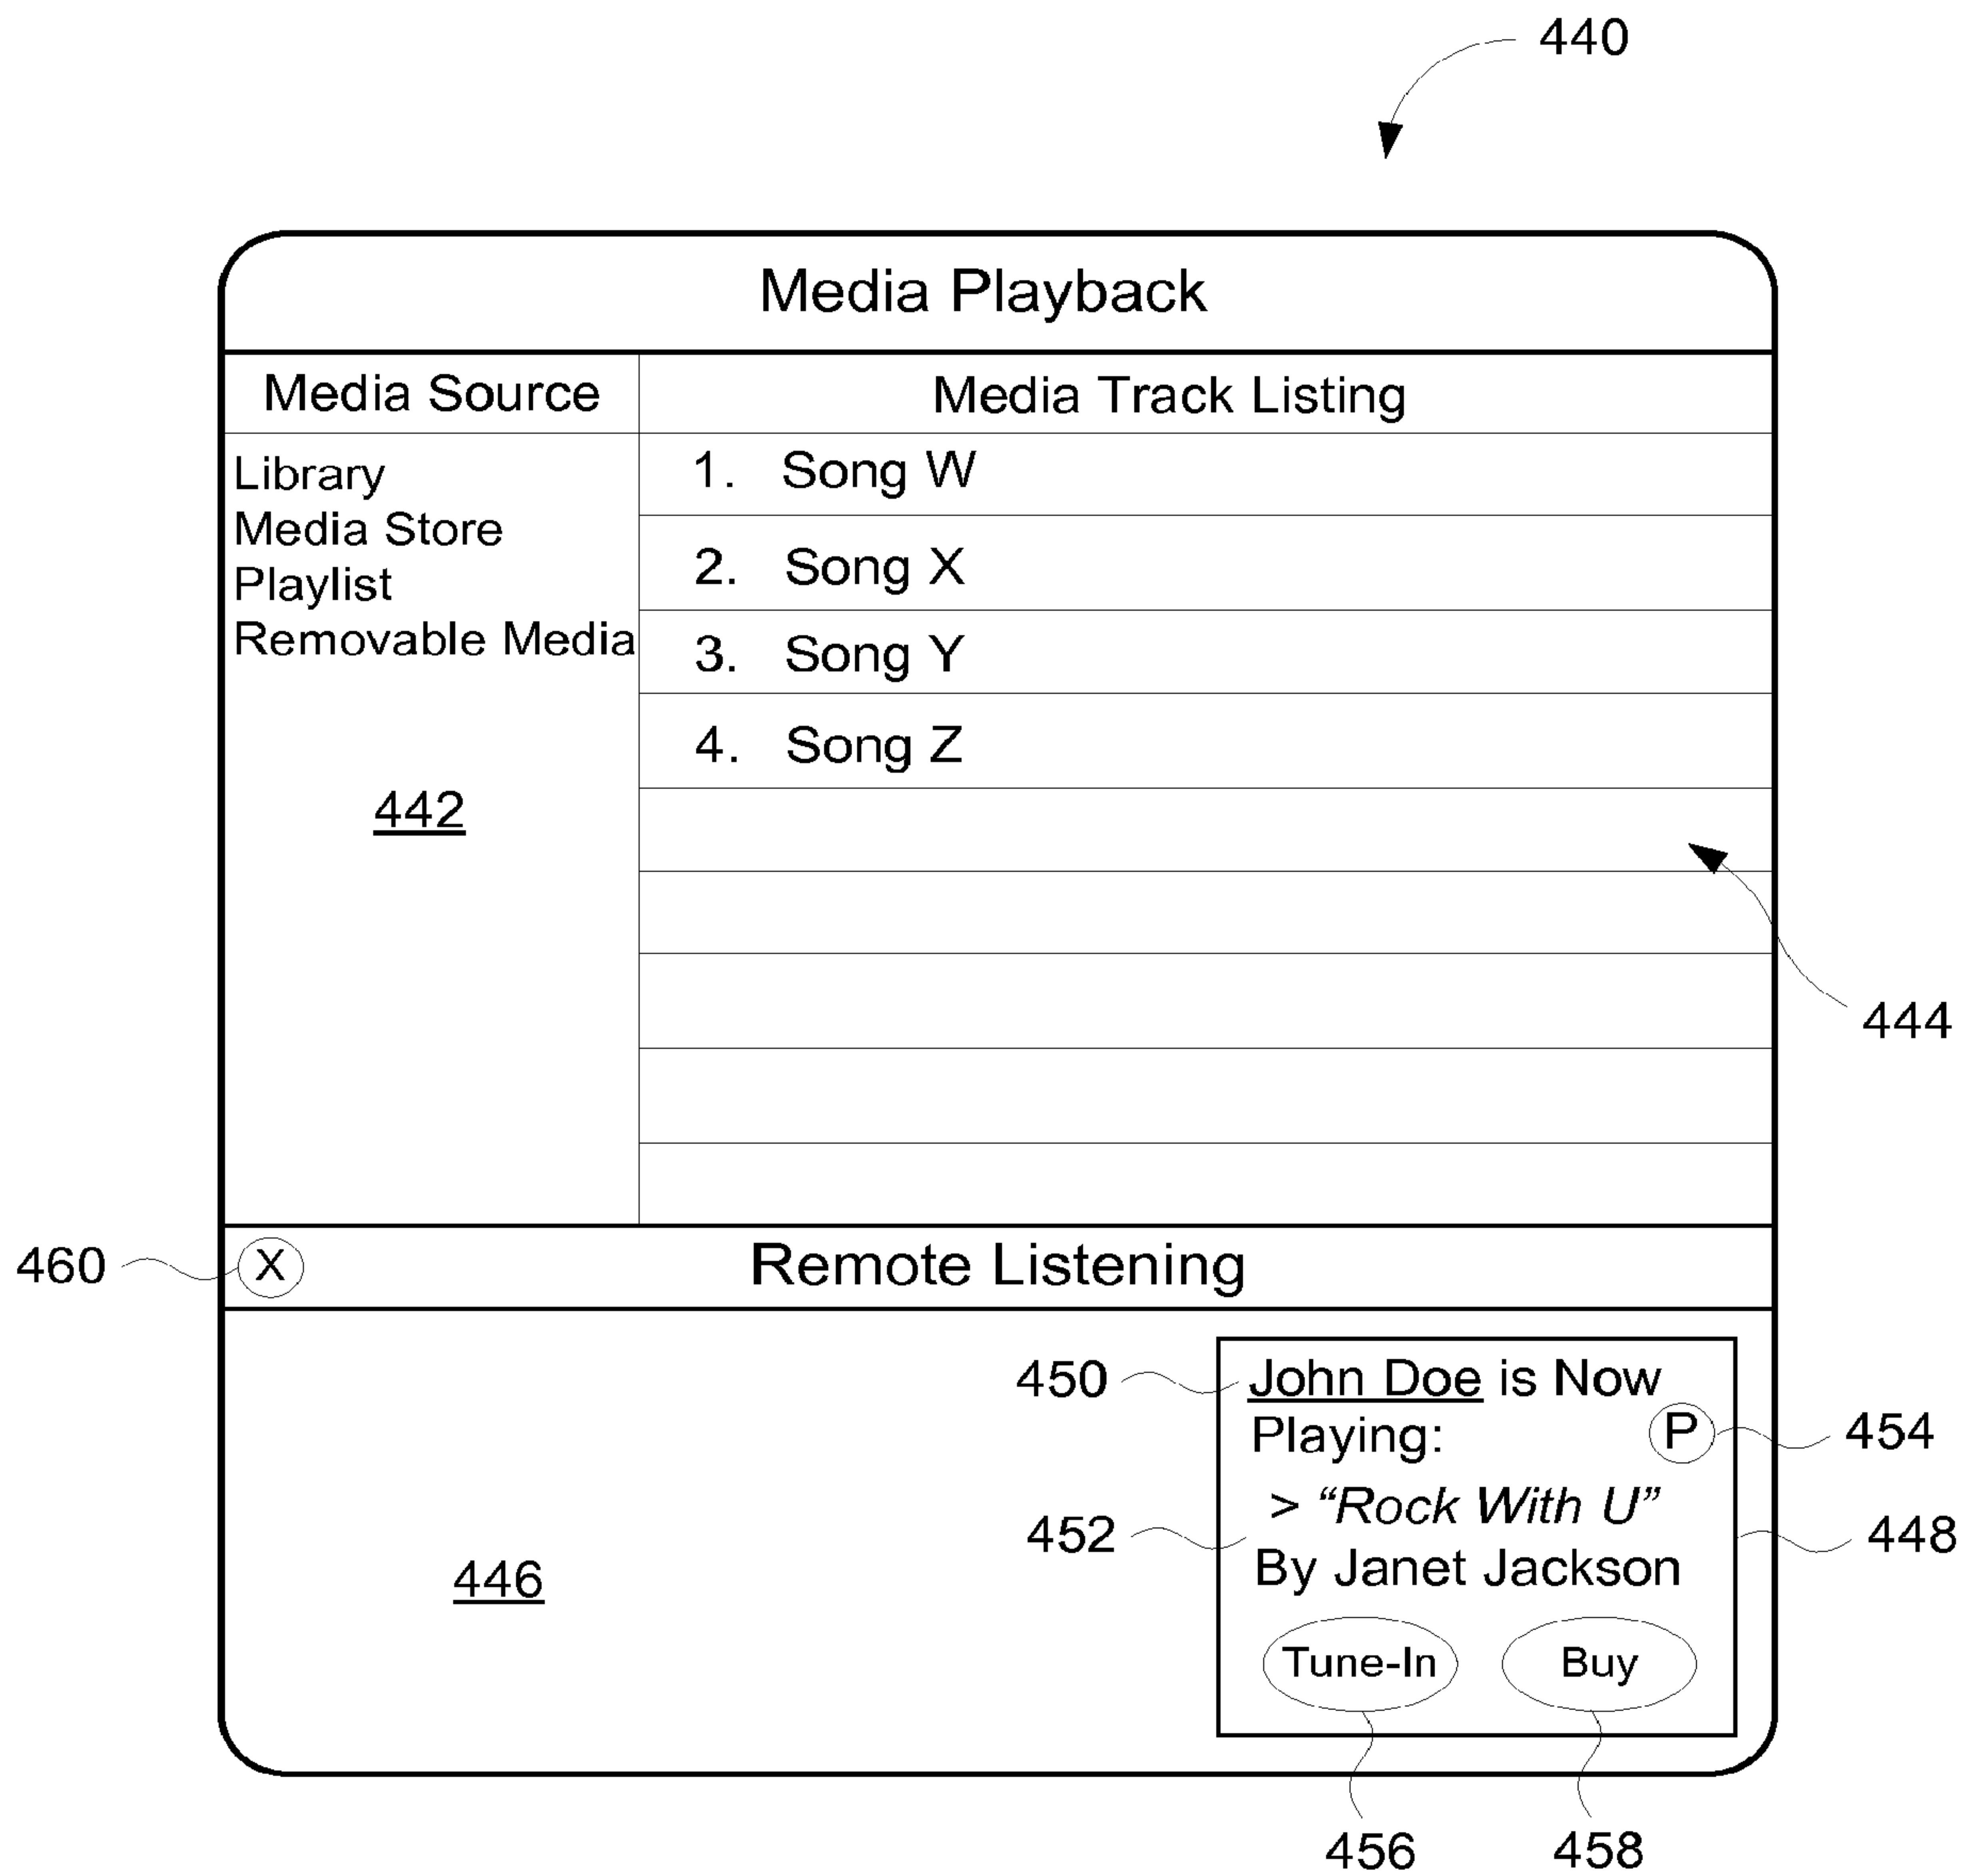 440
Media Playback
Media Source
Media Track Listing
Library
Media Store
Playlist
Removable Media
442
1. Song W
2. Song X
3. Song Y
4. Song Z
444
460
X
Remote Listening
446
450
John Doe is Now
Playing:
P
454
> “Rock With U”
452
By Janet Jackson
448
Tune-In
Buy
456
458